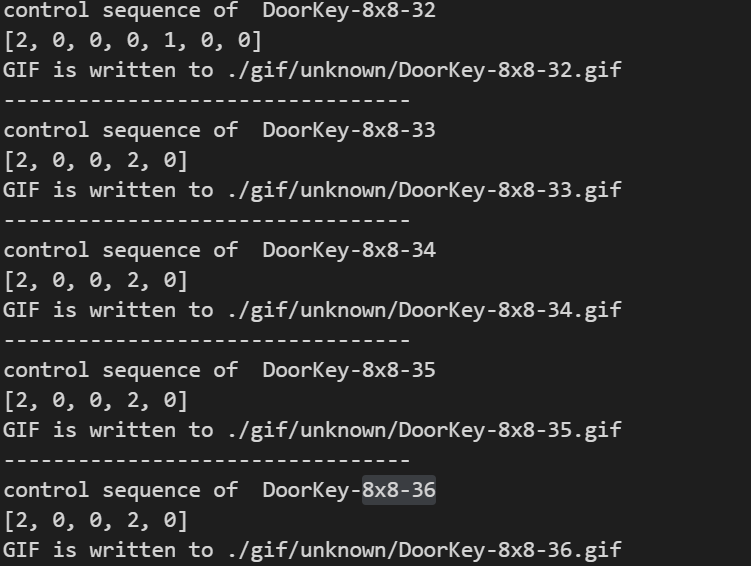 control sequence of  DoorKey-8x8-32
[2, 0, 0, 0, 1, 0, 0]
GIF is written to ./gif/unknown/DoorKey-8x8-32.gif
---------------------------------
control sequence of  DoorKey-8x8-33
[2, 0, 0, 2, 0]
GIF is written to ./gif/unknown/DoorKey-8x8-33.gif
---------------------------------
control sequence of  DoorKey-8x8-34
[2, 0, 0, 2, 0]
GIF is written to ./gif/unknown/DoorKey-8x8-34.gif
---------------------------------
control sequence of  DoorKey-8x8-35
[2, 0, 0, 2, 0]
GIF is written to ./gif/unknown/DoorKey-8x8-35.gif
---------------------------------
control sequence of  DoorKey-8x8-36
[2, 0, 0, 2, 0]
GIF is written to ./gif/unknown/DoorKey-8x8-36.gif